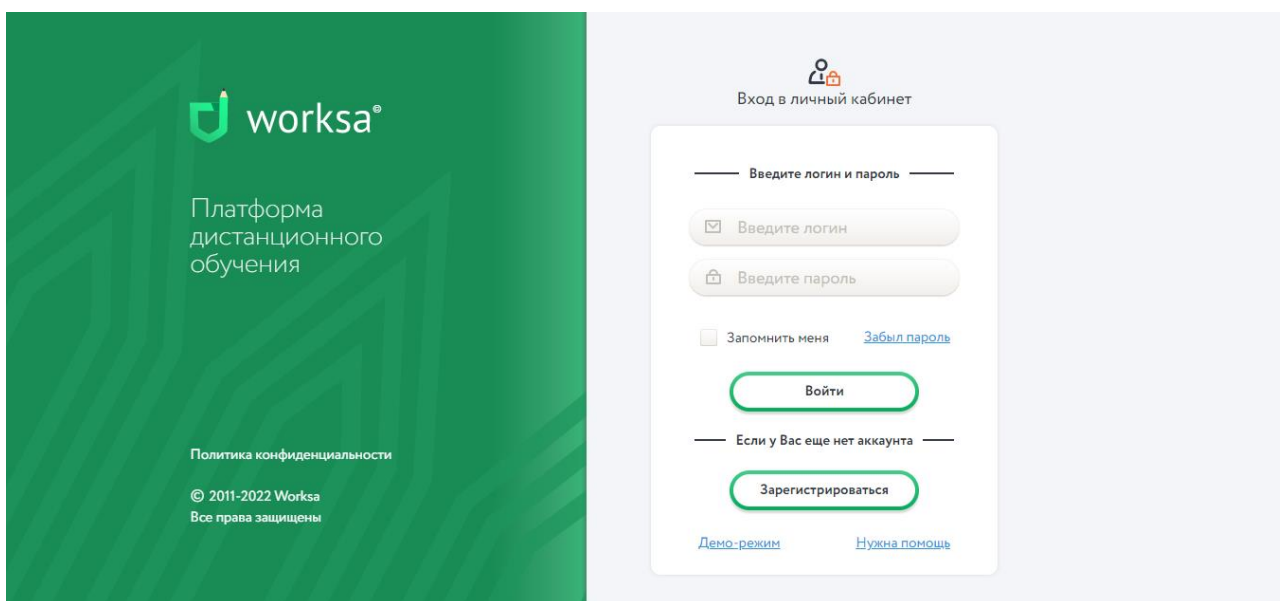 worksa©
Платформа
дистанционного
обучения
Политика конфиденциальности
© 2011-2022 Worksa
Все права защищены
Вход в личный кабинет
Введите логин и пароль
Введите логин
Введите пароль
Запомнить меня Забыл пароль
Войти
Если у Вас еще нет аккаунта
Зарегистрироваться
Демо-режим Нужна помощь